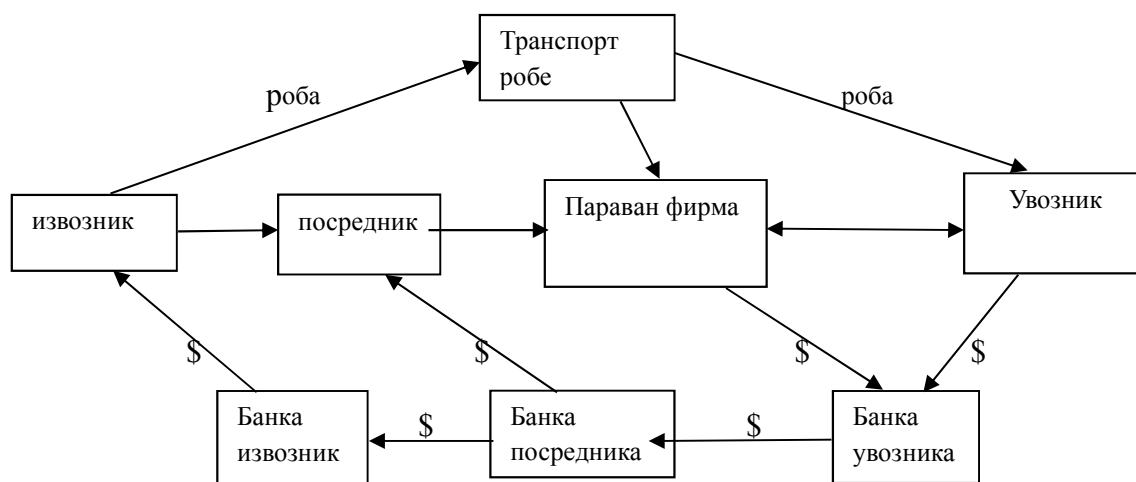 Транспорт
робе
роба
роба
извозник
посредник
Параван фирма
Увозник
$
$
$
$
Банка
извозник
$
Банка
посредника
$
Банка
увозника